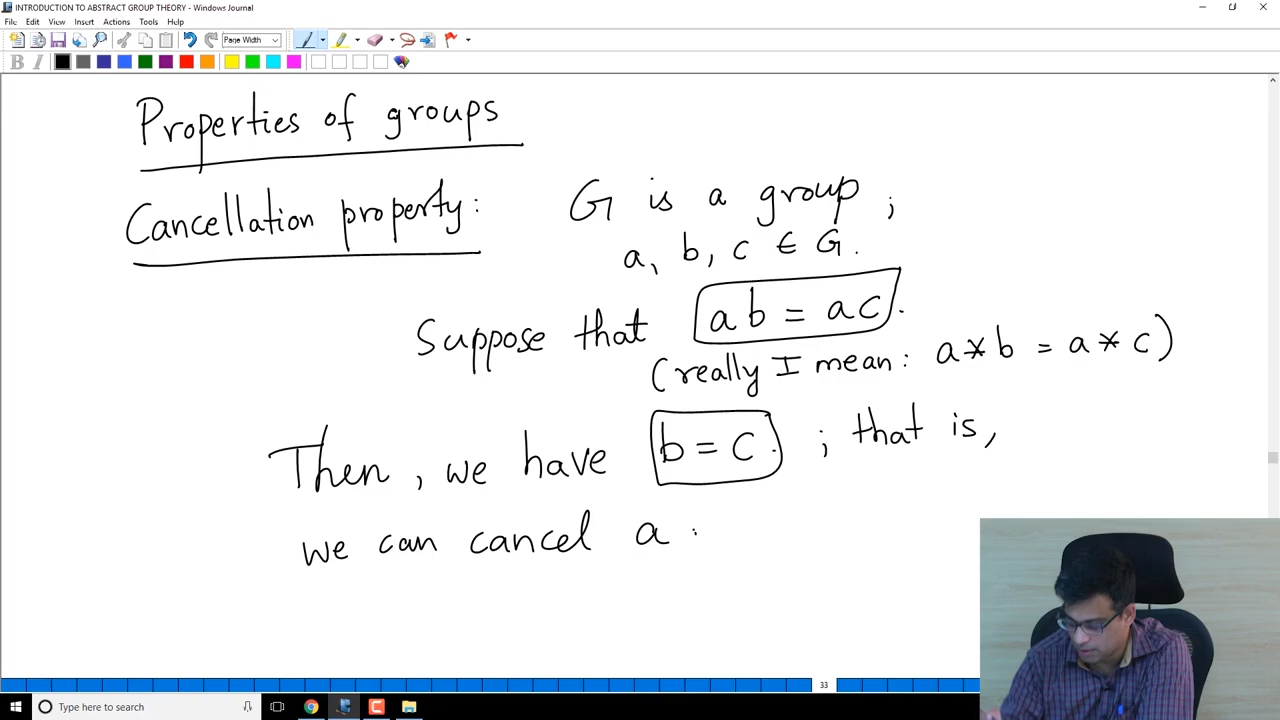 INTRODUCTION TO ABSTRACT GROUP THEORY - Windows Journal
File Edit View Insert Actions Tools Help
Page Width
B I
Properties of groups
Cancellation property: G is a group ;
a, b, c ∈ G.
Suppose that ab = ac.
(really I mean: a * b = a * c)
Then, we have b = c. ; that is,
we can cancel a.
33
Type here to search